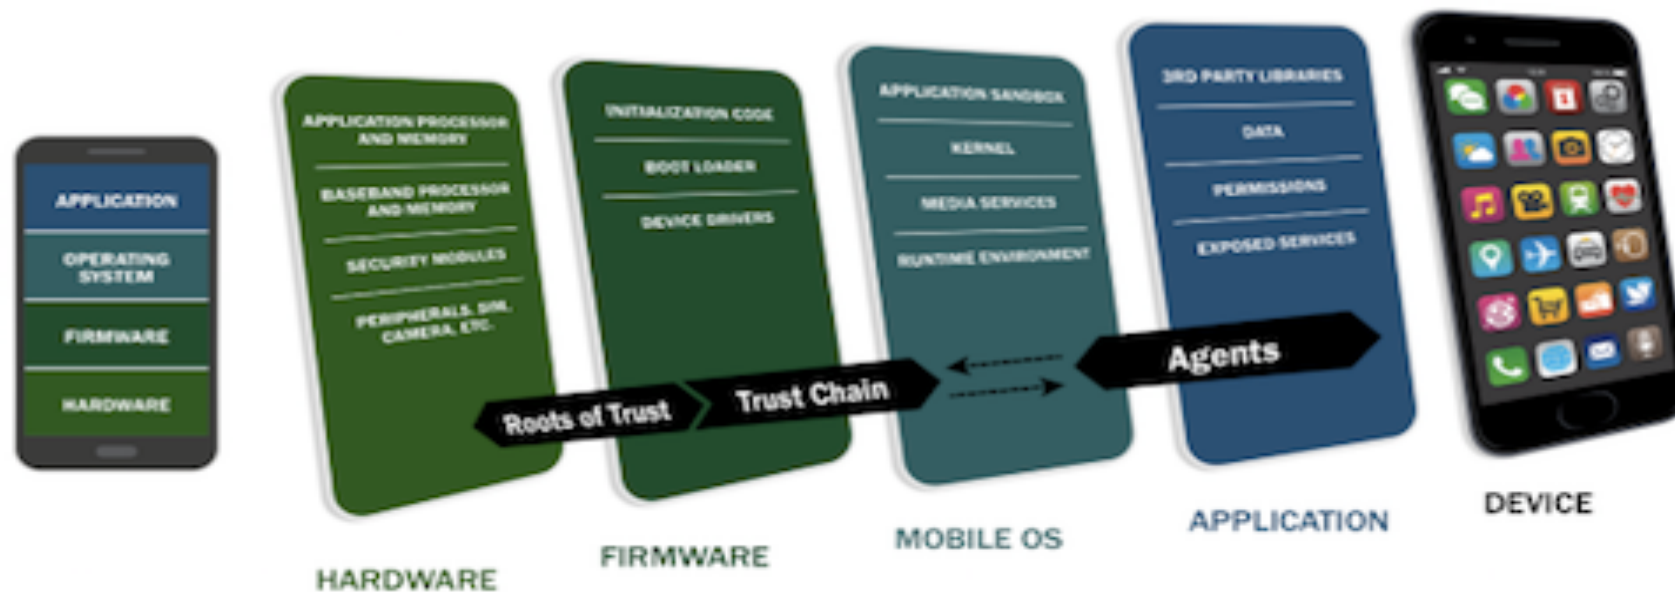 APPLICATION
OPERATING
SYSTEM
FIRMWARE
HARDWARE
APPLICATION PROCESSOR
AND MEMORY
BASEBAND PROCESSOR
AND MEMORY
SECURITY MODULES
PERIPHERALS, SIM,
CAMERA, ETC.
HARDWARE
INITIALIZATION CODE
BOOT LOADER
DEVICE DRIVERS
FIRMWARE
APPLICATION SANDBOX
KERNEL
MEDIA SERVICES
RUNTIME ENVIRONMENT
MOBILE OS
3RD PARTY LIBRARIES
DATA
PERMISSIONS
EXPOSED SERVICES
APPLICATION
Roots of Trust
Trust Chain
Agents
DEVICE